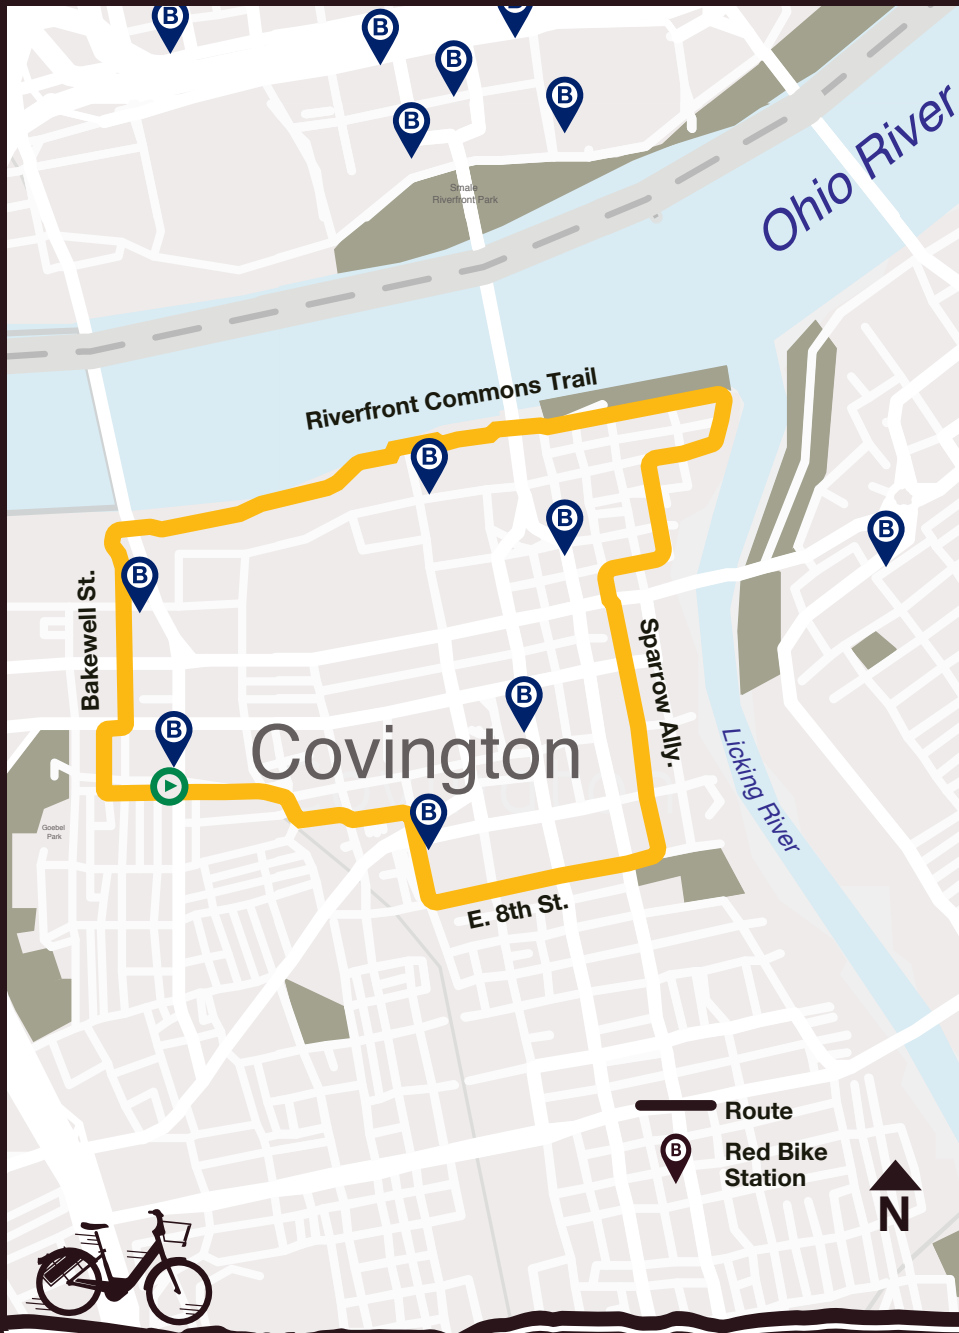 B
B
B
B
B
B
Smale
Riverfront Park
Ohio River
Riverfront Commons Trail
B
B
B
B
Bakewell St.
Sparrow Ally.
B
B
Covington
Licking River
B
Goebel
Park
E. 8th St.
Route
B
Red Bike
Station
N